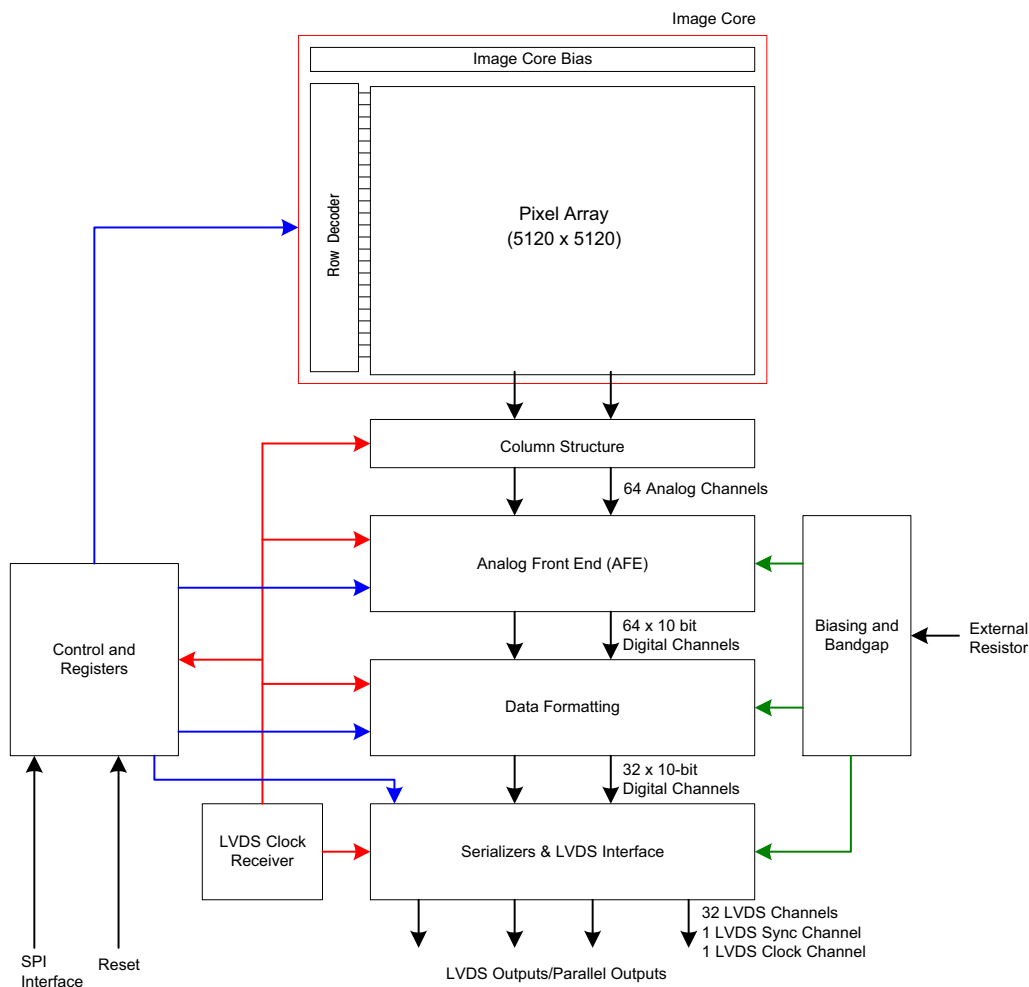 Image Core
Image Core Bias
Row Decoder
Pixel Array
(5120 x 5120)
Column Structure
64 Analog Channels
Analog Front End (AFE)
64 x 10 bit
Digital Channels
Control and
Registers
Biasing and
Bandgap
External
Resistor
Data Formatting
32 x 10-bit
Digital Channels
LVDS Clock
Receiver
Serializers & LVDS Interface
32 LVDS Channels
1 LVDS Sync Channel
1 LVDS Clock Channel
SPI
Interface
Reset
LVDS Outputs/Parallel Outputs